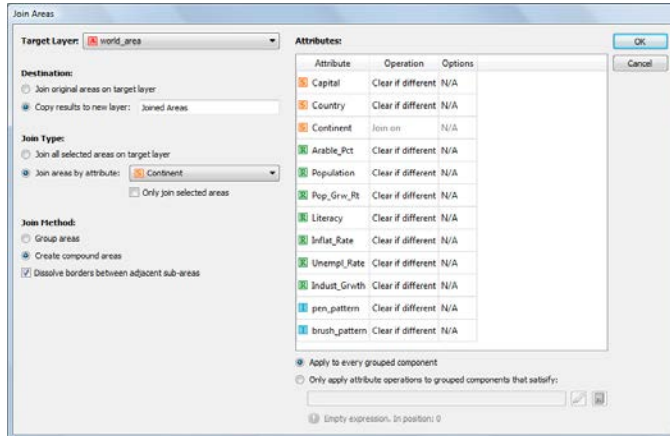 Join Areas
Target Layer: A world_area
Destination:
Join original areas on target layer
Copy results to new layer: Joined Areas
Join Type:
Join all selected areas on target layer
Join areas by attribute: S Continent
Only join selected areas
Join Method:
Group areas
Create compound areas
Dissolve borders between adjacent sub-areas
Attributes:
Attribute Operation Options
S Capital Clear if different N/A
S Country Clear if different N/A
S Continent Join on N/A
R Arable_Pct Clear if different N/A
R Population Clear if different N/A
R Pop_Grw_Rt Clear if different N/A
R Literacy Clear if different N/A
R Inflat_Rate Clear if different N/A
R Unempl_Rate Clear if different N/A
R Indust_Grwth Clear if different N/A
I pen_pattern Clear if different N/A
I brush_pattern Clear if different N/A
Apply to every grouped component
Only apply attribute operations to grouped components that satisfy:
Empty expression. In position: 0
OK
Cancel